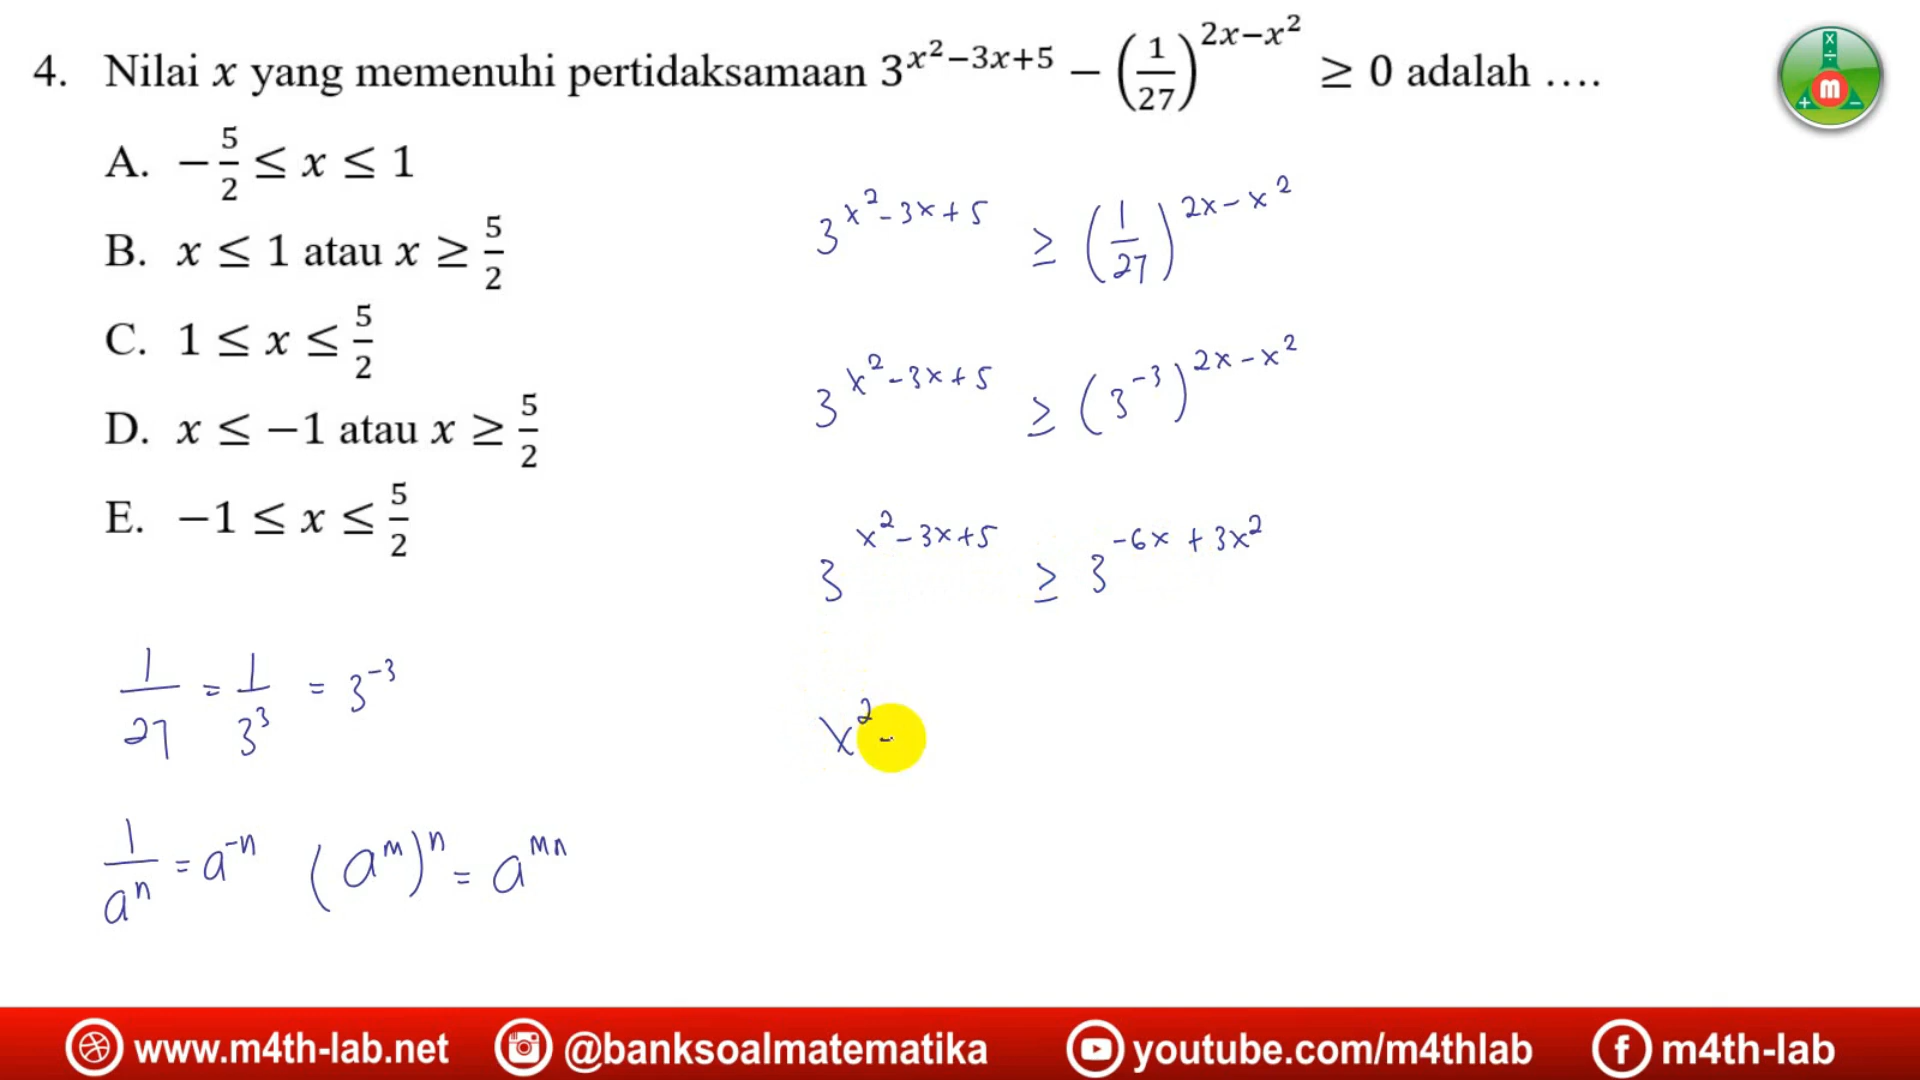 4. Nilai x yang memenuhi pertidaksamaan 3^{x²−3x+5} − (1/27)^{2x−x²} ≥ 0 adalah ….
A. −5/2 ≤ x ≤ 1
B. x ≤ 1 atau x ≥ 5/2
C. 1 ≤ x ≤ 5/2
D. x ≤ −1 atau x ≥ 5/2
E. −1 ≤ x ≤ 5/2
3^{x²-3x+5} ≥ (1/27)^{2x-x²}
3^{x²-3x+5} ≥ (3^{-3})^{2x-x²}
3^{x²-3x+5} ≥ 3^{-6x+3x²}
x² -
1/27 = 1/3³ = 3^{-3}
1/aⁿ = a^{-n} (a^m)^n = a^{mn}
m
www.m4th-lab.net @banksoalmatematika youtube.com/m4thlab m4th-lab